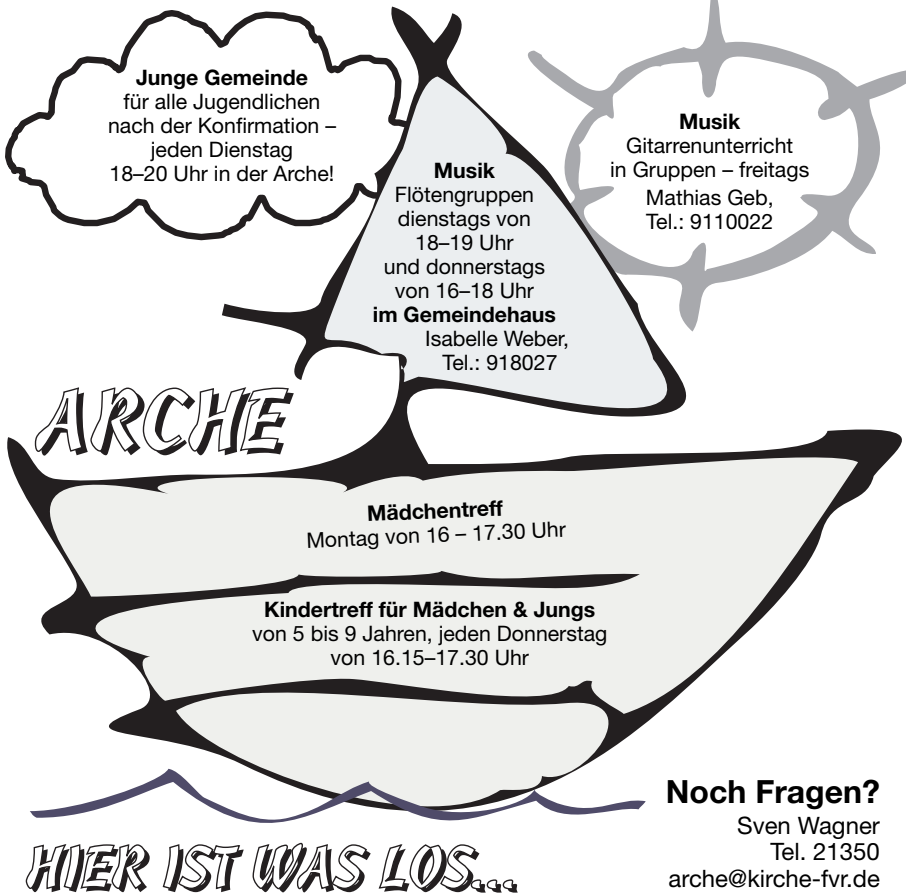 Junge Gemeinde
für alle Jugendlichen
nach der Konfirmation –
jeden Dienstag
18–20 Uhr in der Arche!
Musik
Flötengruppen
dienstags von
18–19 Uhr
und donnerstags
von 16–18 Uhr
im Gemeindehaus
Isabelle Weber,
Tel.: 918027
Musik
Gitarrenunterricht
in Gruppen – freitags
Mathias Geb,
Tel.: 9110022
ARCHE
Mädchentreff
Montag von 16 – 17.30 Uhr
Kindertreff für Mädchen & Jungs
von 5 bis 9 Jahren, jeden Donnerstag
von 16.15–17.30 Uhr
HIER IST WAS LOS...
Noch Fragen?
Sven Wagner
Tel. 21350
arche@kirche-fvr.de